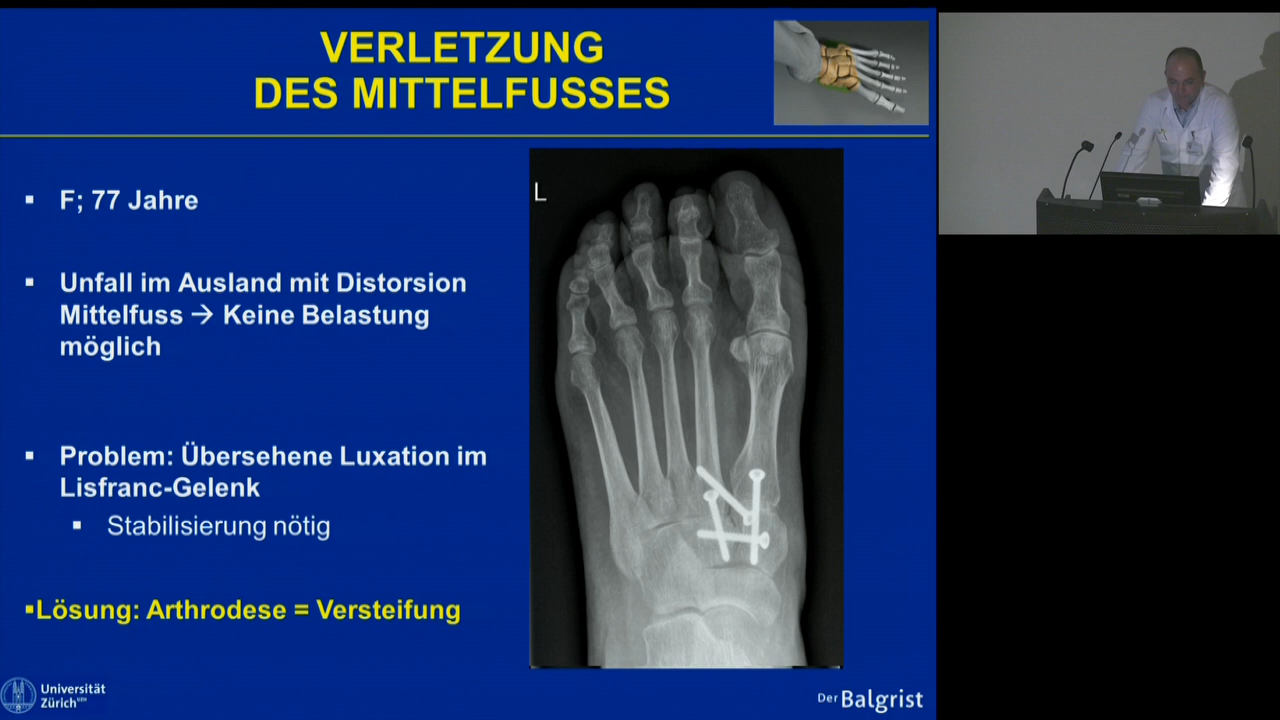 VERLETZUNG
DES MITTELFUSSES
▪ F; 77 Jahre
▪ Unfall im Ausland mit Distorsion
Mittelfuss → Keine Belastung
möglich
▪ Problem: Übersehene Luxation im
Lisfranc-Gelenk
▪ Stabilisierung nötig
▪Lösung: Arthrodese = Versteifung
L
Universität
Zürich UZH
Der Balgrist